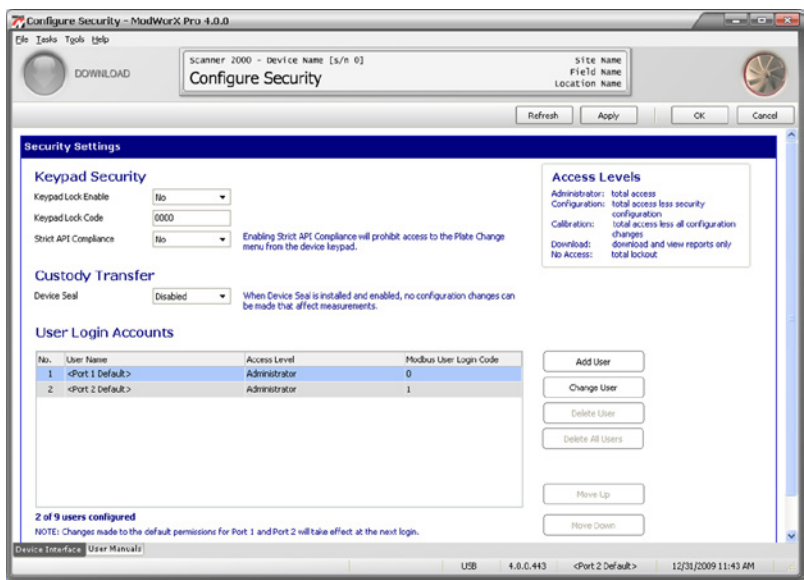 Configure Security - ModWorX Pro 4.0.0
File Tasks Tools Help
DOWNLOAD
Scanner 2000 - Device Name [s/n 0]
Configure Security
Site Name
Field Name
Location Name
Refresh Apply OK Cancel
Security Settings
Keypad Security
Keypad Lock Enable No
Keypad Lock Code 0000
Strict API Compliance No Enabling Strict API Compliance will prohibit access to the Plate Change
menu from the device keypad.
Access Levels
Administrator: total access
Configuration: total access less security
configuration
Calibration: total access less all configuration
changes
Download: download and view reports only
No Access: total lockout
Custody Transfer
Device Seal Disabled When Device Seal is installed and enabled, no configuration changes can
be made that affect measurements.
User Login Accounts
No. User Name Access Level Modbus User Login Code
1 <Port 1 Default> Administrator 0
2 <Port 2 Default> Administrator 1
Add User
Change User
Delete User
Delete All Users
Move Up
Move Down
2 of 9 users configured
NOTE: Changes made to the default permissions for Port 1 and Port 2 will take effect at the next login.
Device Interface User Manuals
USB 4.0.0.443 <Port 2 Default> 12/31/2009 11:43 AM